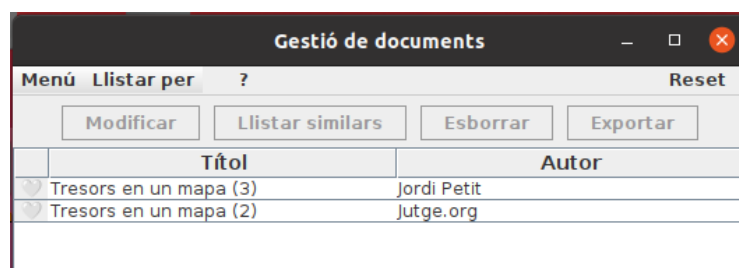 Gestió de documents
Menú Llistar per ? Reset
Modificar Llistar similars Esborrar Exportar
Títol Autor
Tresors en un mapa (3) Jordi Petit
Tresors en un mapa (2) Jutge.org